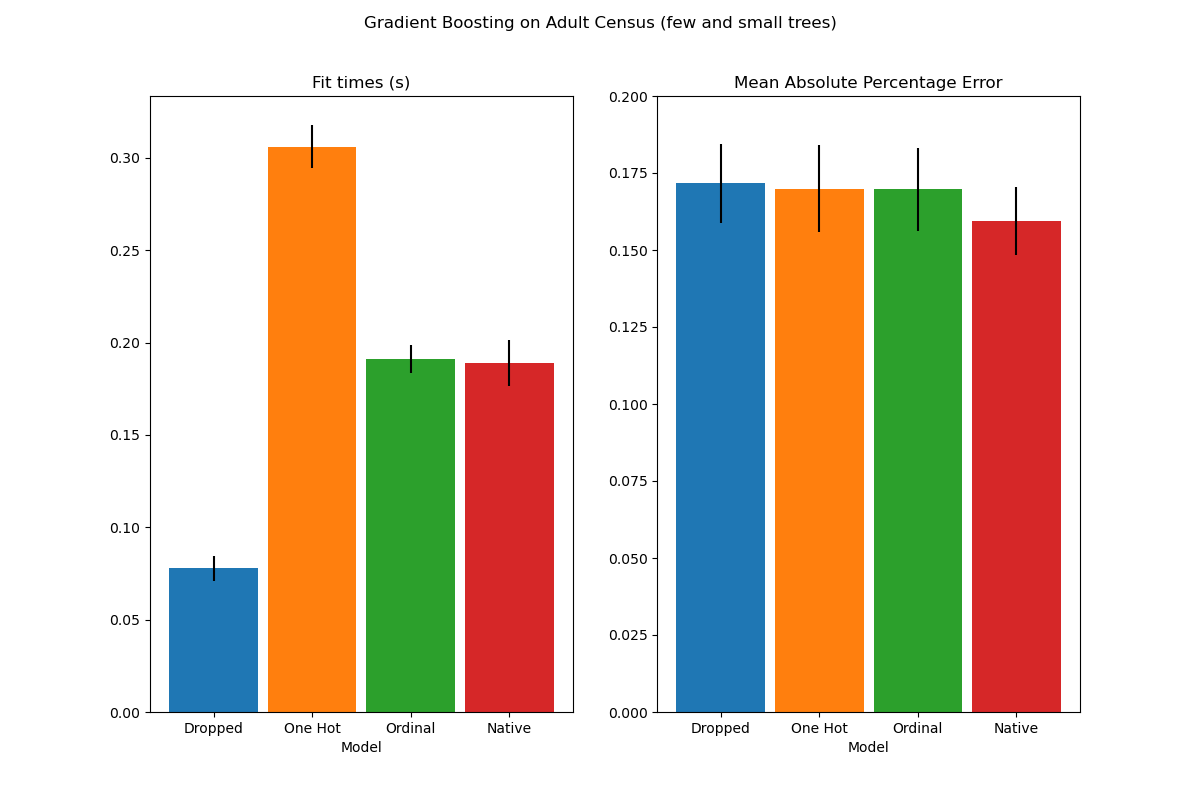 Gradient Boosting on Adult Census (few and small trees)
Fit times (s)
0.30
0.25
0.20
0.15
0.10
0.05
0.00
Dropped One Hot Ordinal Native
Model
Mean Absolute Percentage Error
0.200
0.175
0.150
0.125
0.100
0.075
0.050
0.025
0.000
Dropped One Hot Ordinal Native
Model